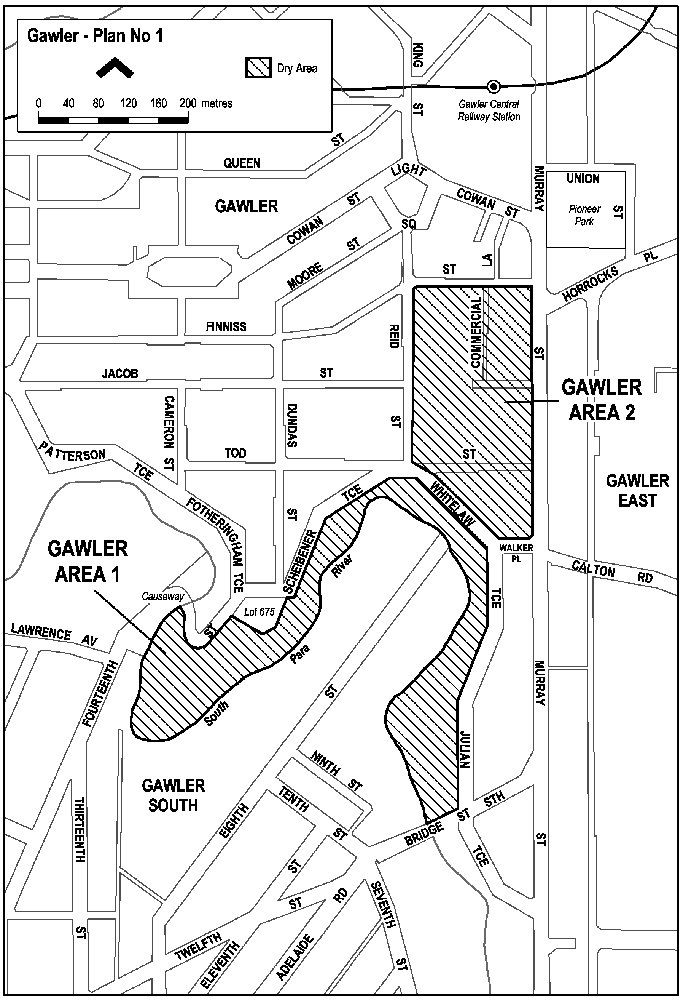 Gawler - Plan No 1
Dry Area
0 40 80 120 160 200 metres
KING
ST
Gawler Central
Railway Station
ST
QUEEN
LIGHT
SQ
MURRAY
UNION
ST
Pioneer
Park
COWAN
ST
GAWLER
COWAN
ST
MOORE
ST
ST
LA
HORROCKS
PL
FINNISS
REID
COMMERCIAL
ST
JACOB
ST
GAWLER
AREA 2
CAMERON
ST
DUNDAS
ST
PATTERSON
TCE
TOD
ST
GAWLER
EAST
FOTHERINGHAM
TCE
ST
SCHEIBENER
TCE
WHITELAW
TCE
WALKER
PL
GAWLER
AREA 1
River
CALTON
RD
Causeway
Lot 675
LAWRENCE
AV
ST
Para
South
FOURTEENTH
ST
MURRAY
JULIAN
NINTH
ST
GAWLER
SOUTH
TENTH
ST
STH
ST
BRIDGE
THIRTEENTH
EIGHTH
ST
TCE
ST
ST
RD
SEVENTH
ST
TWELFTH
ELEVENTH
ADELAIDE
ST